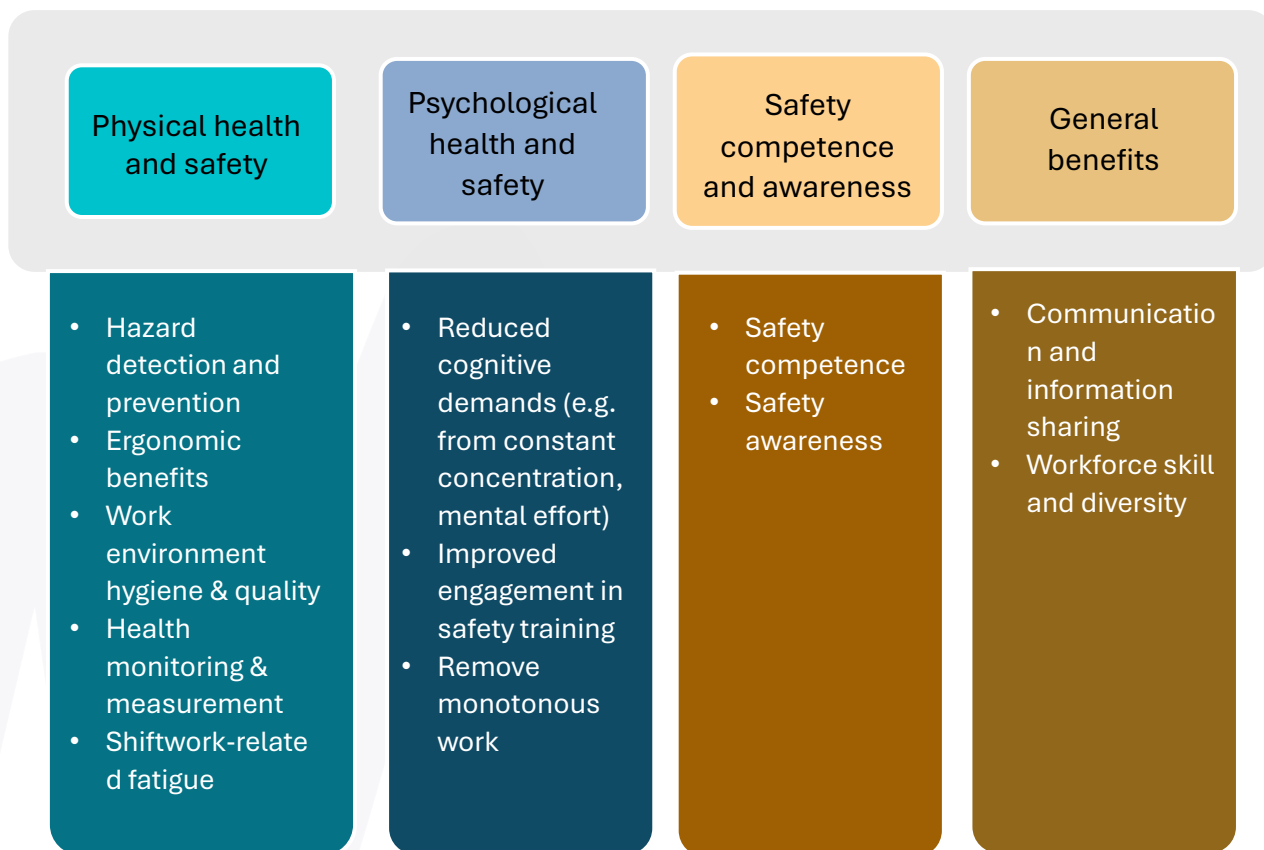 Physical health
and safety
Psychological
health and
safety
Safety
competence
and awareness
General
benefits
• Hazard
detection and
prevention
• Ergonomic
benefits
• Work
environment
hygiene & quality
• Health
monitoring &
measurement
• Shiftwork-relate
d fatigue
• Reduced
cognitive
demands (e.g.
from constant
concentration,
mental effort)
• Improved
engagement in
safety training
• Remove
monotonous
work
• Safety
competence
• Safety
awareness
• Communicatio
n and
information
sharing
• Workforce skill
and diversity